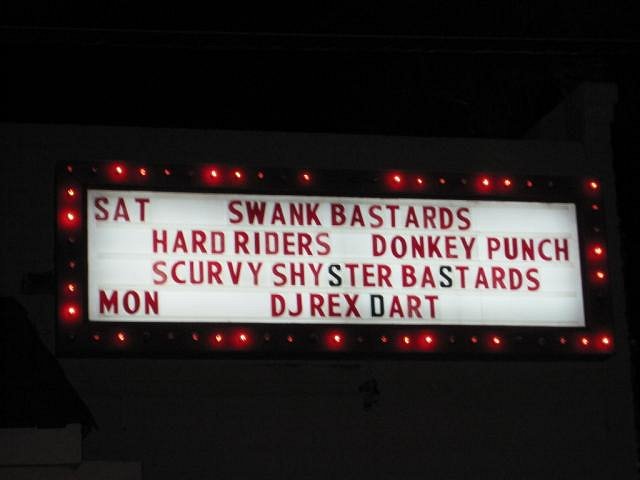 SAT SWANK BASTARDS
HARD RIDERS DONKEY PUNCH
SCURVY SHYSTER BASTARDS
MON DJ REX DART